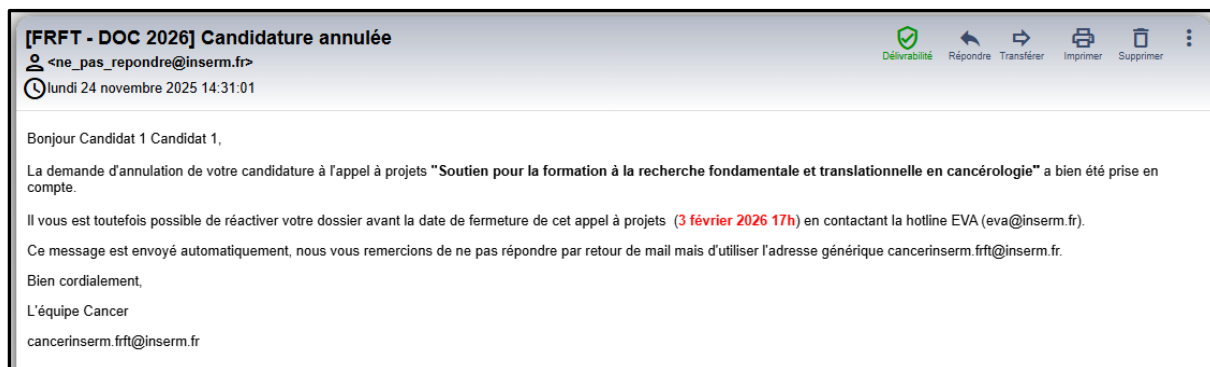 [FRFT - DOC 2026] Candidature annulée
<ne_pas_repondre@inserm.fr>
lundi 24 novembre 2025 14:31:01
Délivrabilité Répondre Transférer Imprimer Supprimer
Bonjour Candidat 1 Candidat 1,
La demande d'annulation de votre candidature à l'appel à projets "Soutien pour la formation à la recherche fondamentale et translationnelle en cancérologie" a bien été prise en
compte.
Il vous est toutefois possible de réactiver votre dossier avant la date de fermeture de cet appel à projets (3 février 2026 17h) en contactant la hotline EVA (eva@inserm.fr).
Ce message est envoyé automatiquement, nous vous remercions de ne pas répondre par retour de mail mais d'utiliser l'adresse générique cancerinserm.frft@inserm.fr.
Bien cordialement,
L'équipe Cancer
cancerinserm.frft@inserm.fr